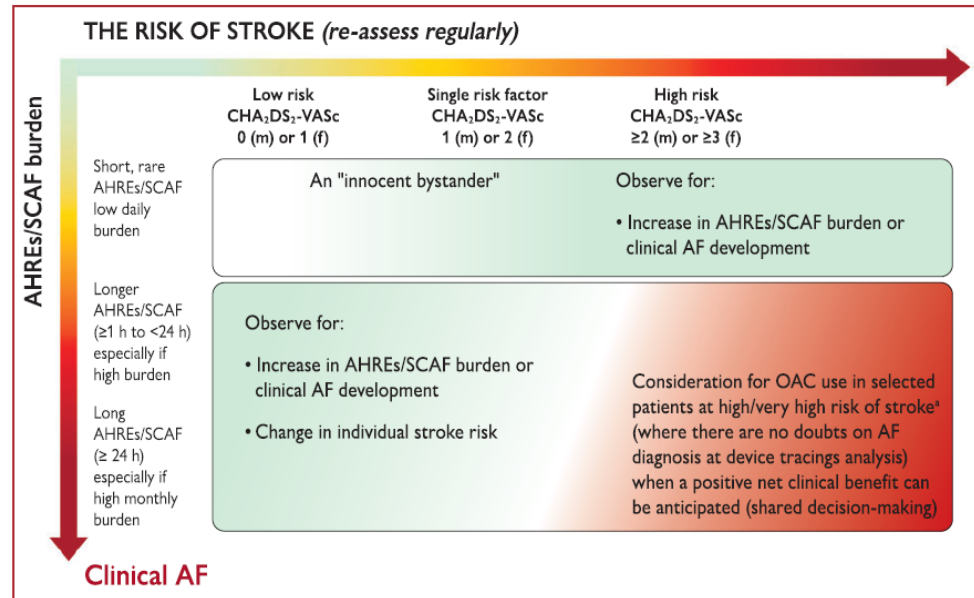 THE RISK OF STROKE (re-assess regularly)
Low risk
CHA₂DS₂-VASc
0 (m) or 1 (f)
Single risk factor
CHA₂DS₂-VASc
1 (m) or 2 (f)
High risk
CHA₂DS₂-VASc
≥2 (m) or ≥3 (f)
AHREs/SCAF burden
Short, rare
AHREs/SCAF
low daily
burden
An "innocent bystander"
Observe for:
• Increase in AHREs/SCAF burden or
clinical AF development
Longer
AHREs/SCAF
(≥1 h to <24 h)
especially if
high burden
Long
AHREs/SCAF
(≥ 24 h)
especially if
high monthly
burden
Observe for:
• Increase in AHREs/SCAF burden or
clinical AF development
• Change in individual stroke risk
Consideration for OAC use in selected
patients at high/very high risk of strokeᵃ
(where there are no doubts on AF
diagnosis at device tracings analysis)
when a positive net clinical benefit can
be anticipated (shared decision-making)
Clinical AF